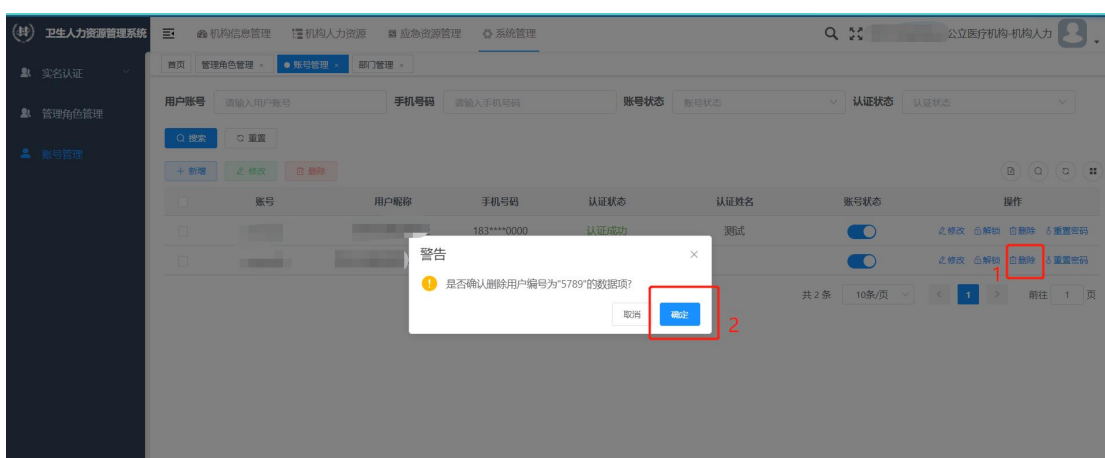 卫生人力资源管理系统 机构信息管理 机构人力资源 应急资源管理 系统管理 公立医疗机构-机构人力
首页 管理角色管理 × 账号管理 × 部门管理 ×
实名认证
管理角色管理
账号管理
用户账号 请输入用户账号 手机号码 请输入手机号码 账号状态 账号状态 认证状态 认证状态
搜索 重置
+ 新增 修改 删除
账号 用户昵称 手机号码 认证状态 认证姓名 账号状态 操作
183****0000 认证成功 测试 修改 解锁 删除 重置密码
修改 解锁 删除 重置密码
1
警告 ×
是否确认删除用户编号为"5789"的数据项?
取消 确定
2
共 2 条 10条/页 < 1 > 前往 1 页